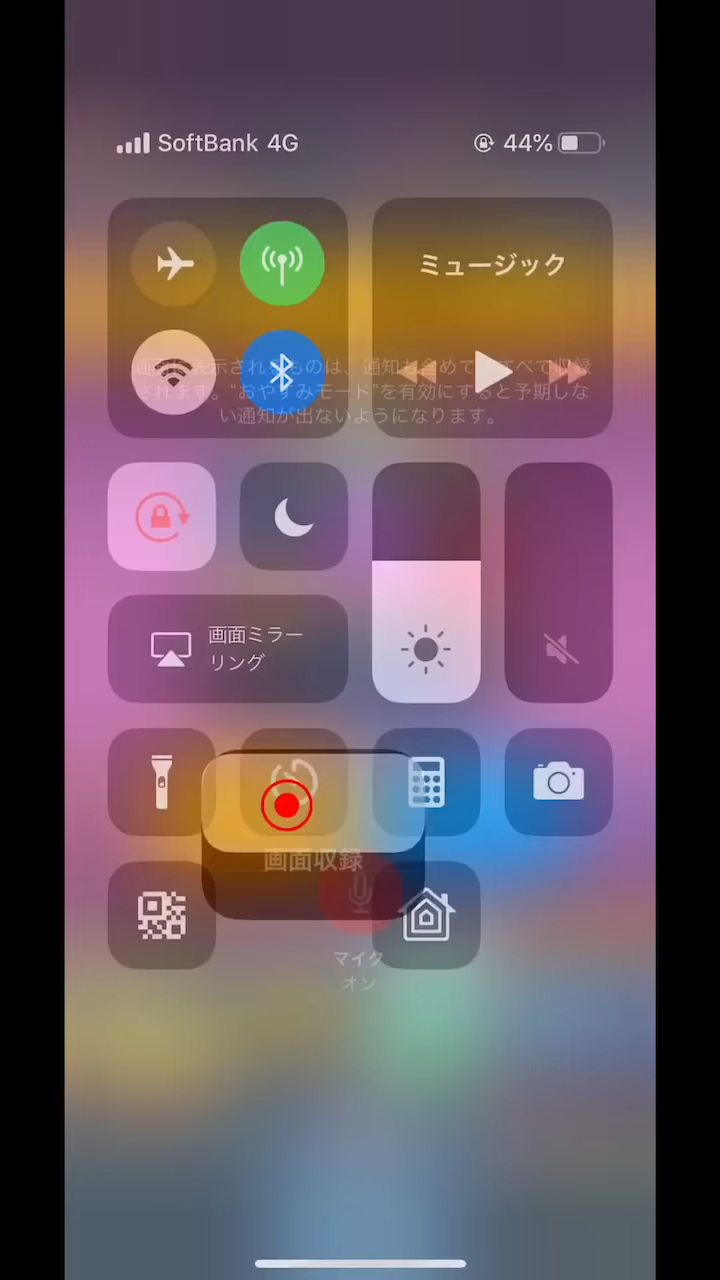 SoftBank 4G
44%
ミュージック
画面に表示されるものは、通知も含めてすべて収録
されます。“おやすみモード”を有効にすると予期しな
い通知が出ないようになります。
画面ミラー
リング
画面収録
マイク
オン